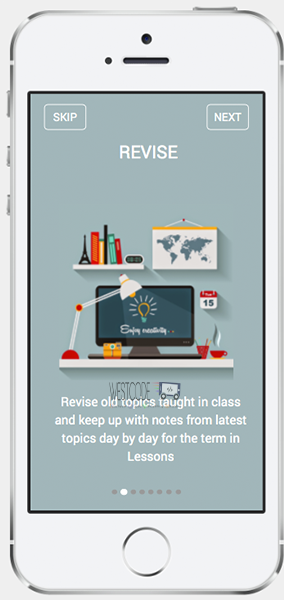 SKIP
NEXT
REVISE
15
Enjoy creativity...
WESTCODE
Revise old topics taught in class
and keep up with notes from latest
topics day by day for the term in
Lessons